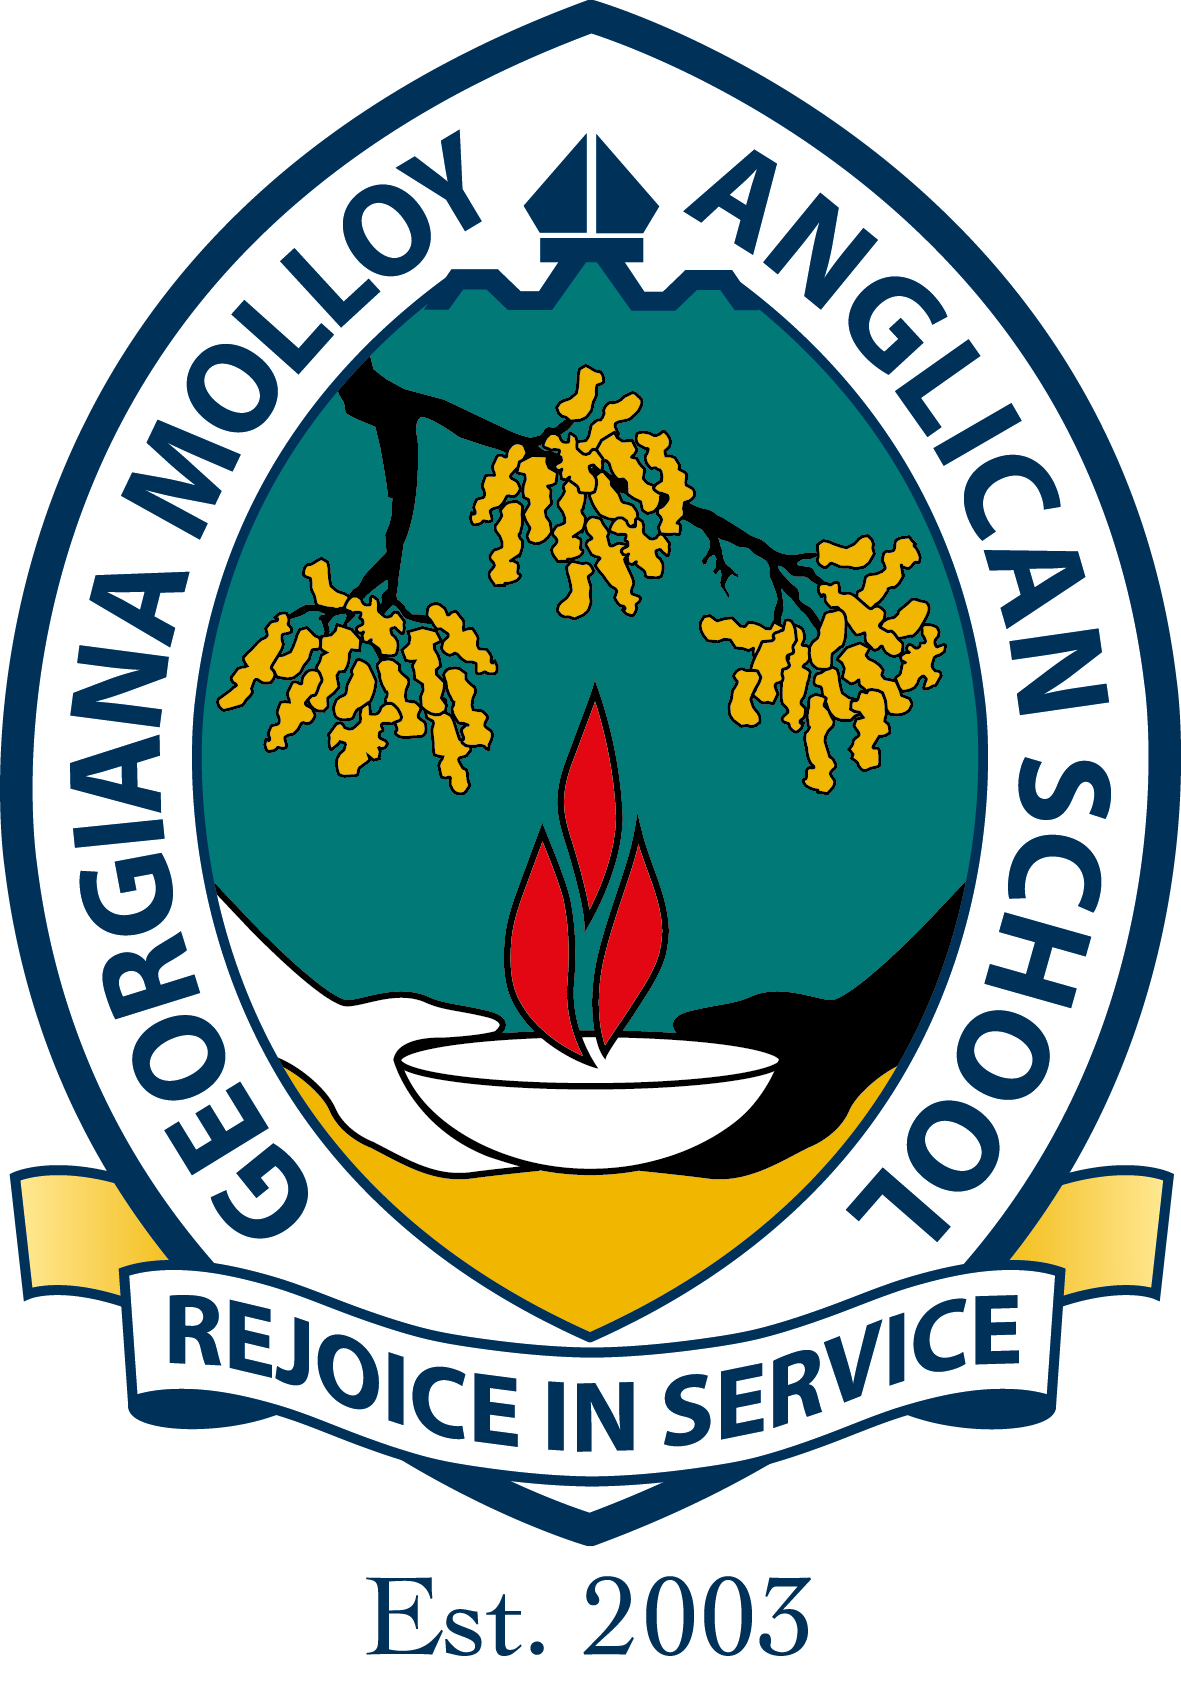 GEORGIANA MOLLOY ANGLICAN SCHOOL
REJOICE IN SERVICE
Est. 2003